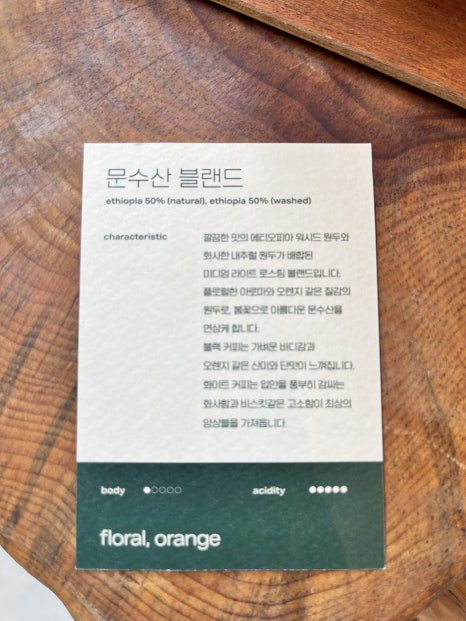 문수산 블랜드
ethiopia 50% (natural), ethiopia 50% (washed)
characteristic
깔끔한 맛의 에티오피아 워시드 원두와
화사한 내추럴 원두가 배합된
미디엄 라이트 로스팅 블랜드입니다.
플로럴한 아로마와 오렌지 같은 질감의
원두로, 봄꽃으로 아름다운 문수산을
연상케 합니다.
블랙 커피는 가벼운 바디감과
오렌지 같은 산미와 단맛이 느껴집니다.
화이트 커피는 입안을 풍부히 감싸는
화사함과 비스킷같은 고소함이 최상의
앙상블을 가져옵니다.
body
acidity
floral, orange